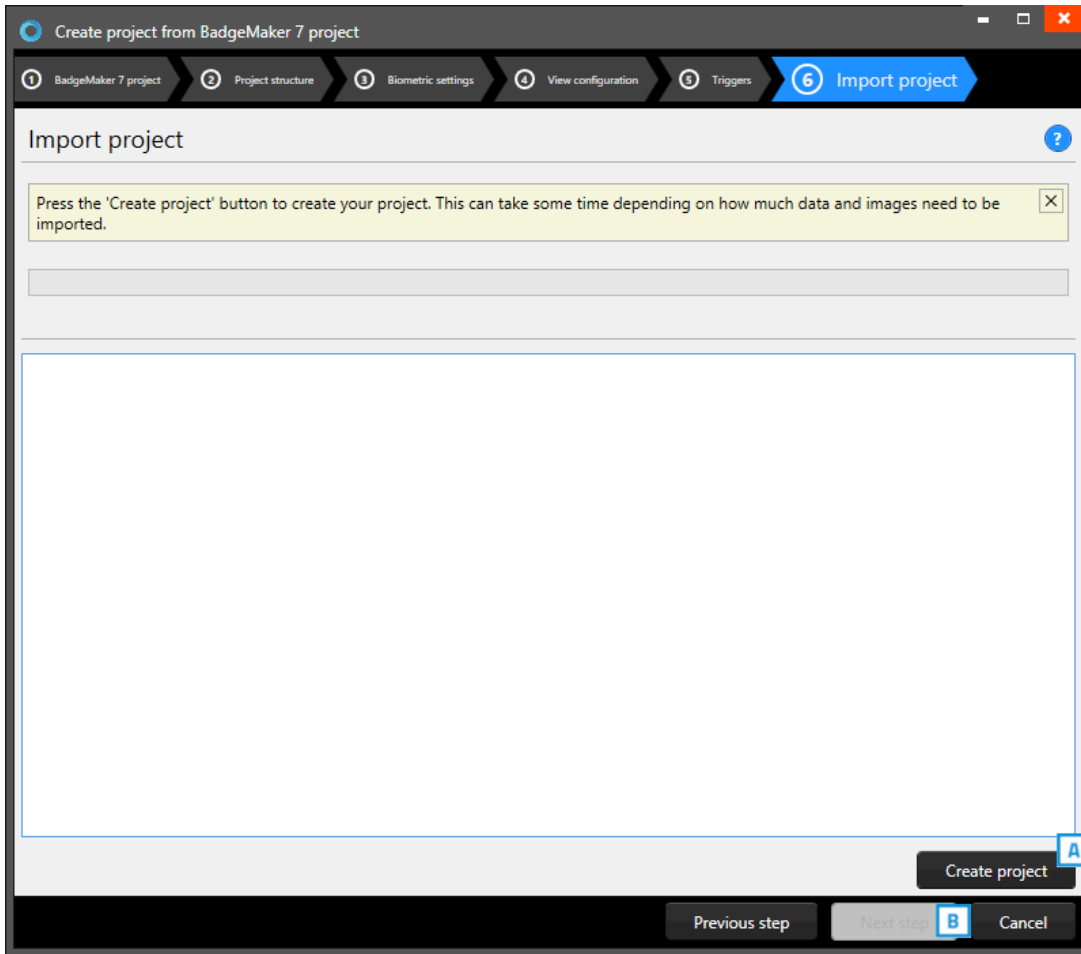 Create project from BadgeMaker 7 project
1 BadgeMaker 7 project 2 Project structure 3 Biometric settings 4 View configuration 5 Triggers 6 Import project
Import project
?
Press the 'Create project' button to create your project. This can take some time depending on how much data and images need to be
imported.
A
Create project
Previous step Next step B Cancel